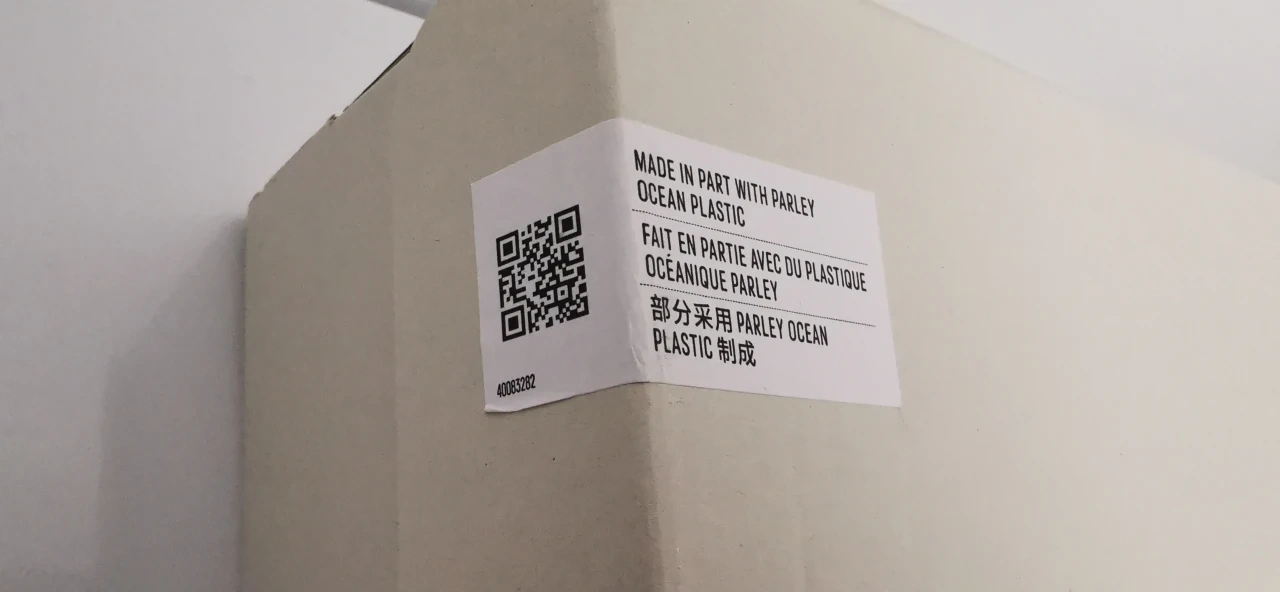 MADE IN PART WITH PARLEY
OCEAN PLASTIC
FAIT EN PARTIE AVEC DU PLASTIQUE
OCÉANIQUE PARLEY
部分采用 PARLEY OCEAN
PLASTIC 制成
40083282